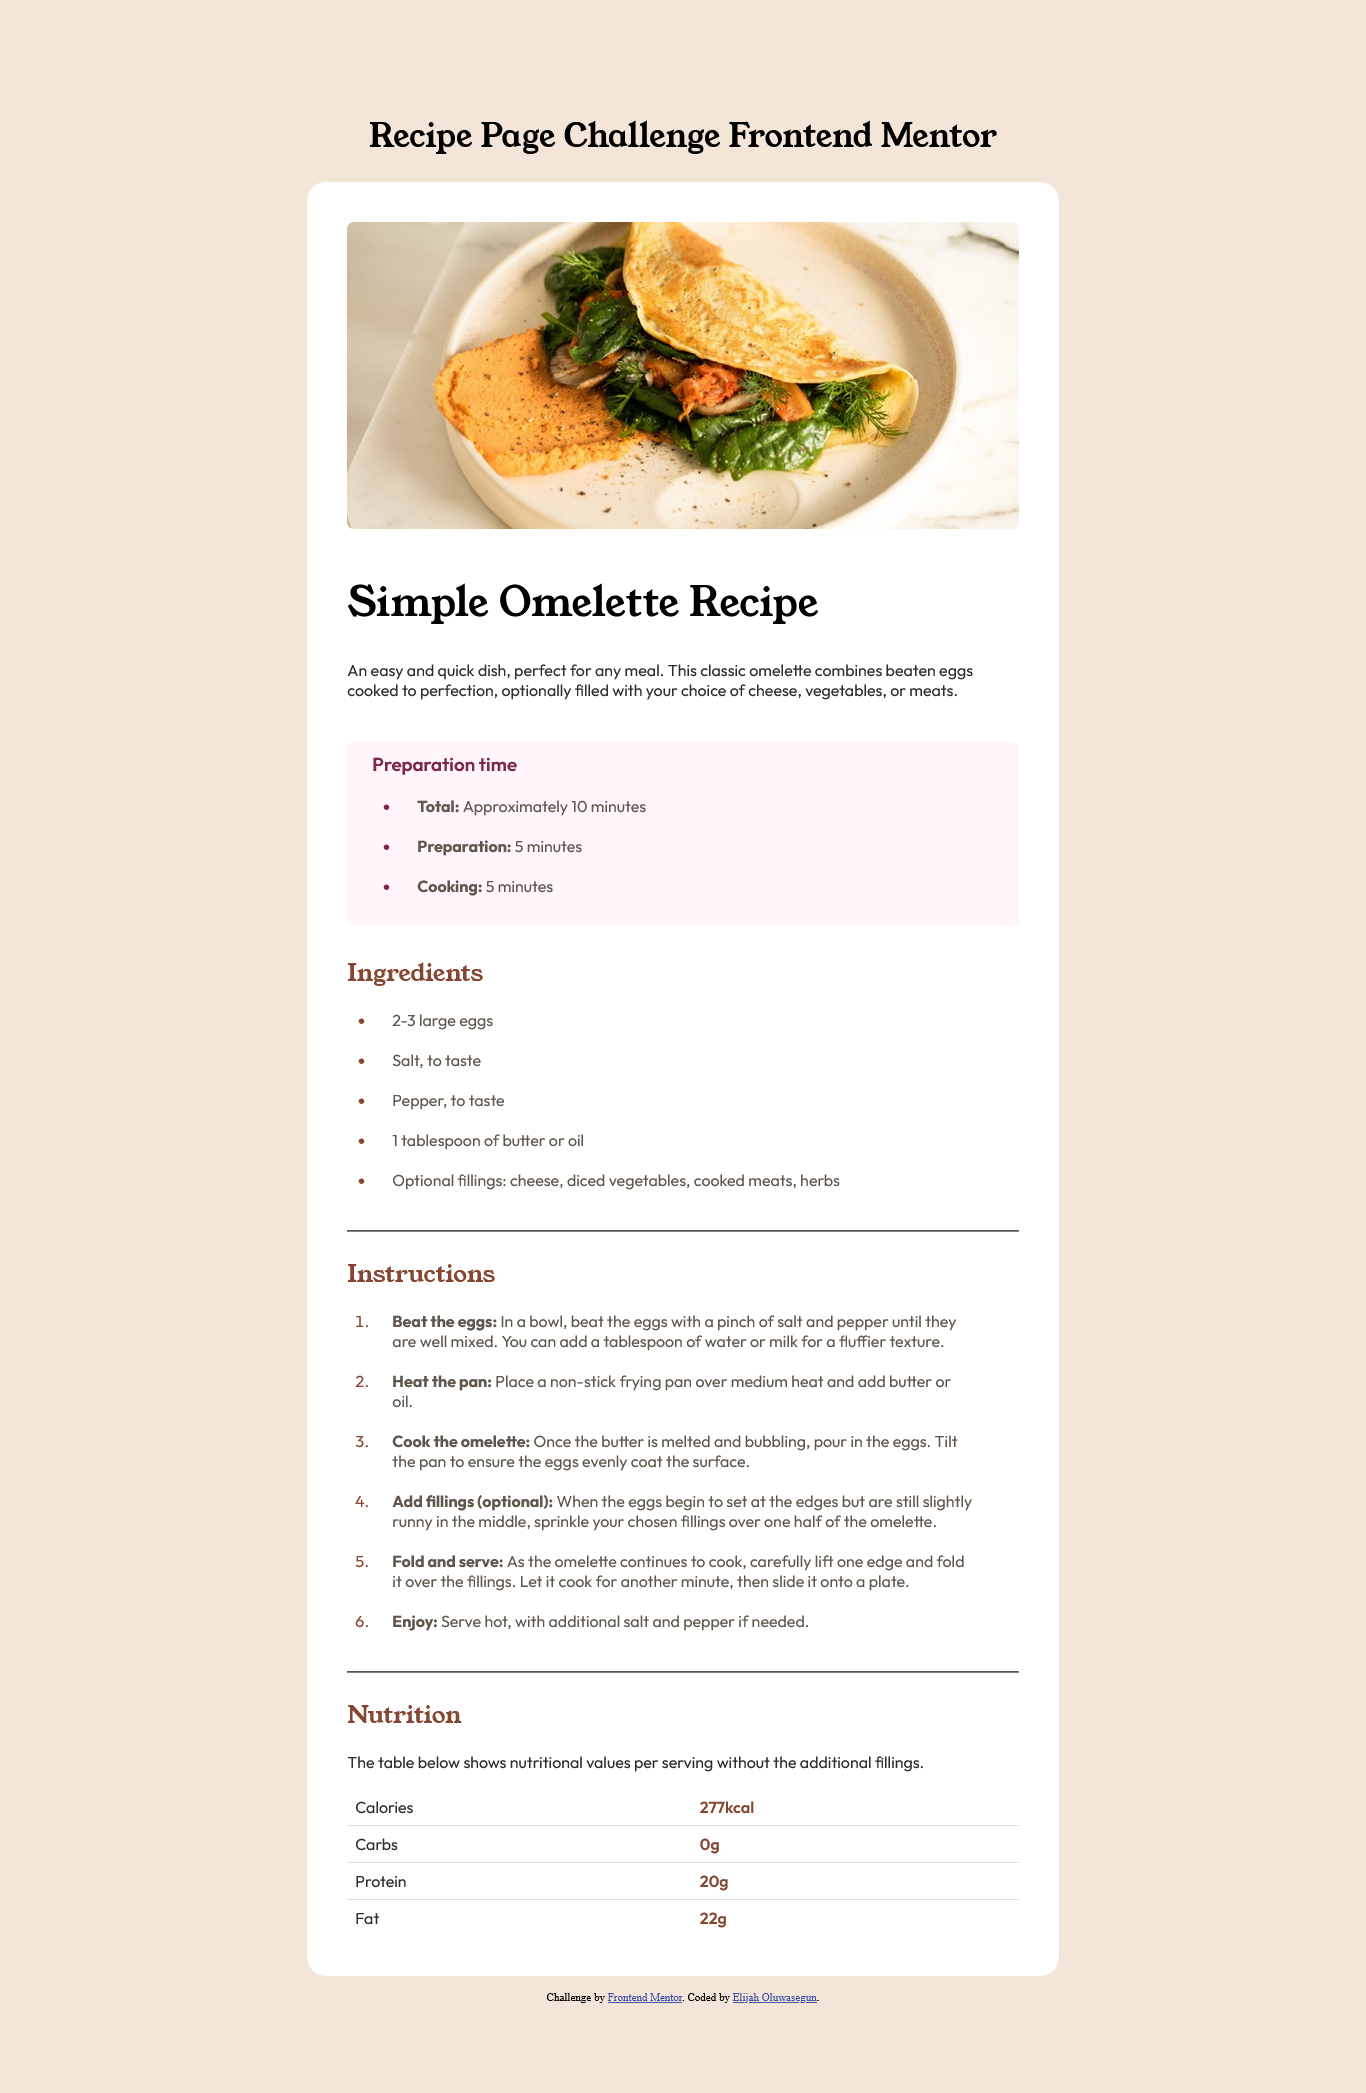 Recipe Page Challenge Frontend Mentor
Simple Omelette Recipe
An easy and quick dish, perfect for any meal. This classic omelette combines beaten eggs
cooked to perfection, optionally filled with your choice of cheese, vegetables, or meats.
Preparation time
• Total: Approximately 10 minutes
• Preparation: 5 minutes
• Cooking: 5 minutes
Ingredients
• 2-3 large eggs
• Salt, to taste
• Pepper, to taste
• 1 tablespoon of butter or oil
• Optional fillings: cheese, diced vegetables, cooked meats, herbs
Instructions
1. Beat the eggs: In a bowl, beat the eggs with a pinch of salt and pepper until they
are well mixed. You can add a tablespoon of water or milk for a fluffier texture.
2. Heat the pan: Place a non-stick frying pan over medium heat and add butter or
oil.
3. Cook the omelette: Once the butter is melted and bubbling, pour in the eggs. Tilt
the pan to ensure the eggs evenly coat the surface.
4. Add fillings (optional): When the eggs begin to set at the edges but are still slightly
runny in the middle, sprinkle your chosen fillings over one half of the omelette.
5. Fold and serve: As the omelette continues to cook, carefully lift one edge and fold
it over the fillings. Let it cook for another minute, then slide it onto a plate.
6. Enjoy: Serve hot, with additional salt and pepper if needed.
Nutrition
The table below shows nutritional values per serving without the additional fillings.
Calories 277kcal
Carbs 0g
Protein 20g
Fat 22g
Challenge by Frontend Mentor. Coded by Elijah Oluwasegun.